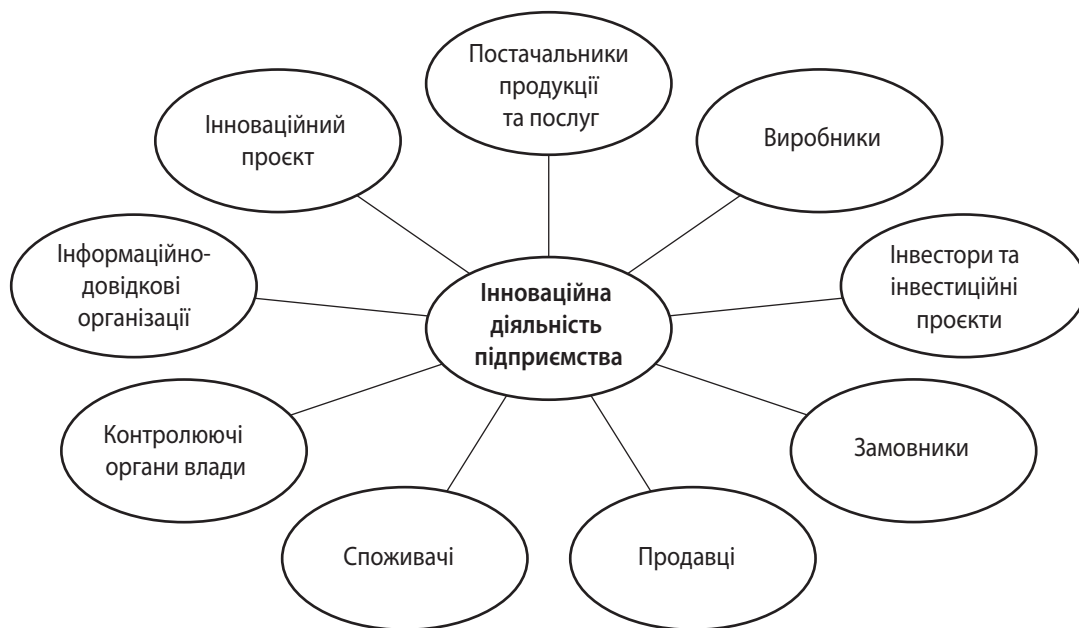 Постачальники
продукції
та послуг
Інноваційний
проєкт
Виробники
Інформаційно-
довідкові
організації
Інвестори та
інвестиційні
проєкти
Інноваційна
діяльність
підприємства
Контролюючі
органи влади
Замовники
Споживачі
Продавці